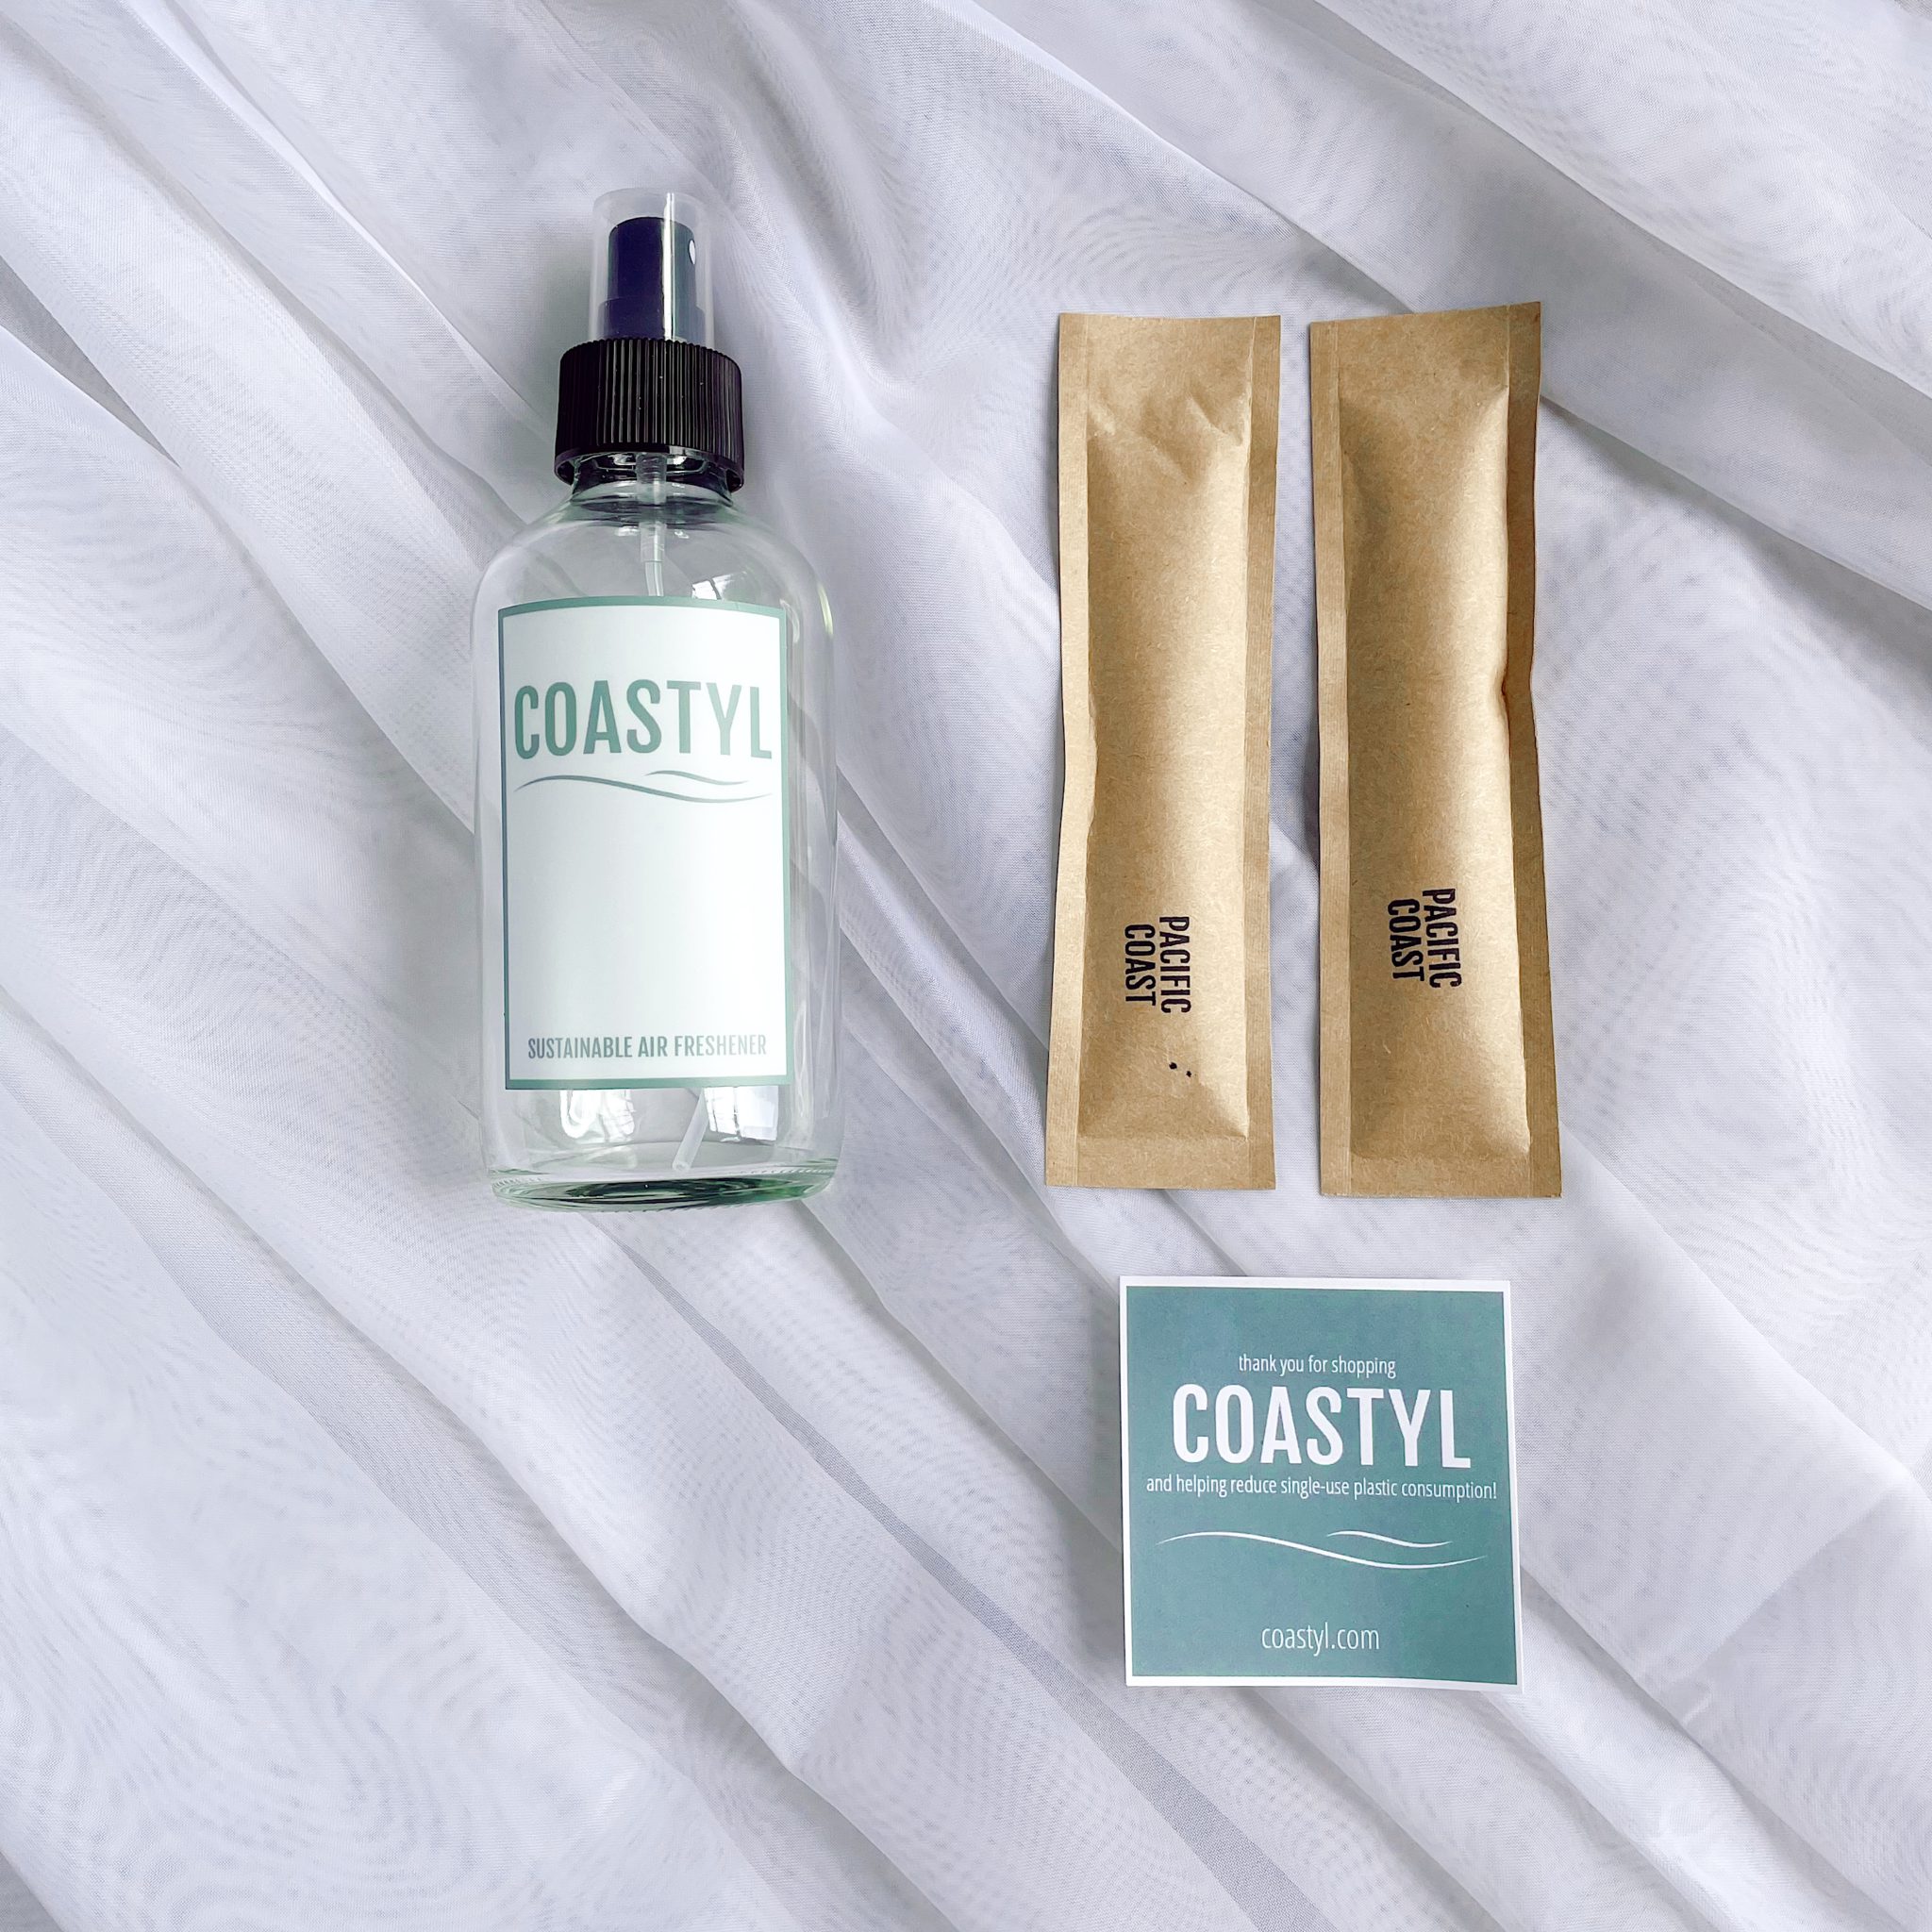 COASTYL
SUSTAINABLE AIR FRESHENER
PACIFIC
COAST
PACIFIC
COAST
thank you for shopping
COASTYL
and helping reduce single-use plastic consumption!
coastyl.com